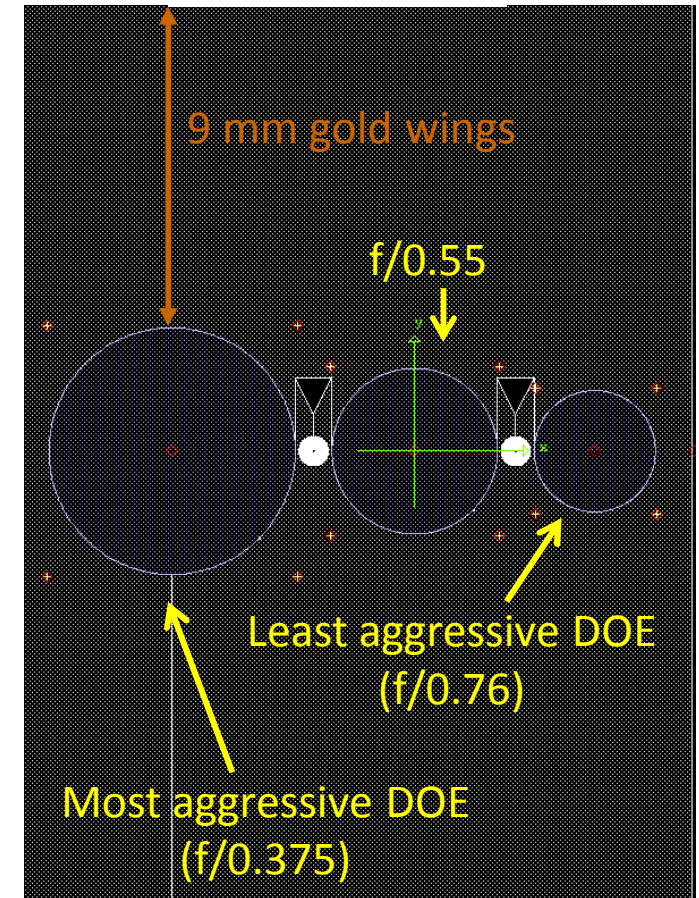 9 mm gold wings
f/0.55
y
x
Least aggressive DOE
(f/0.76)
Most aggressive DOE
(f/0.375)